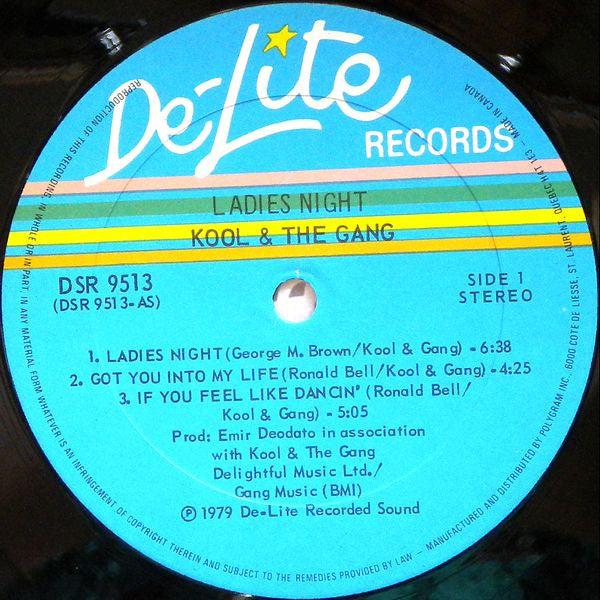 De-Lite
RECORDS
LADIES NIGHT
KOOL & THE GANG
DSR 9513
(DSR 9513-AS)
SIDE 1
STEREO
1. LADIES NIGHT (George M. Brown/Kool & Gang) - 6:38
2. GOT YOU INTO MY LIFE (Ronald Bell/Kool & Gang) - 4:25
3. IF YOU FEEL LIKE DANCIN' (Ronald Bell/
Kool & Gang) - 5:05
Prod: Emir Deodato in association
with Kool & The Gang
Delightful Music Ltd./
Gang Music (BMI)
Ⓟ 1979 De-Lite Recorded Sound
REPRODUCTION OF THIS RECORDING, IN WHOLE OR IN PART, IN ANY MATERIAL FORM WHATEVER IS AN INFRINGEMENT OF COPYRIGHT THEREIN AND SUBJECT TO THE REMEDIES PROVIDED BY LAW – MANUFACTURED AND DISTRIBUTED BY POLYGRAM INC., 6000 COTE DE LIESSE, ST. LAURENT, QUEBEC H4T 1E3 – MADE IN CANADA